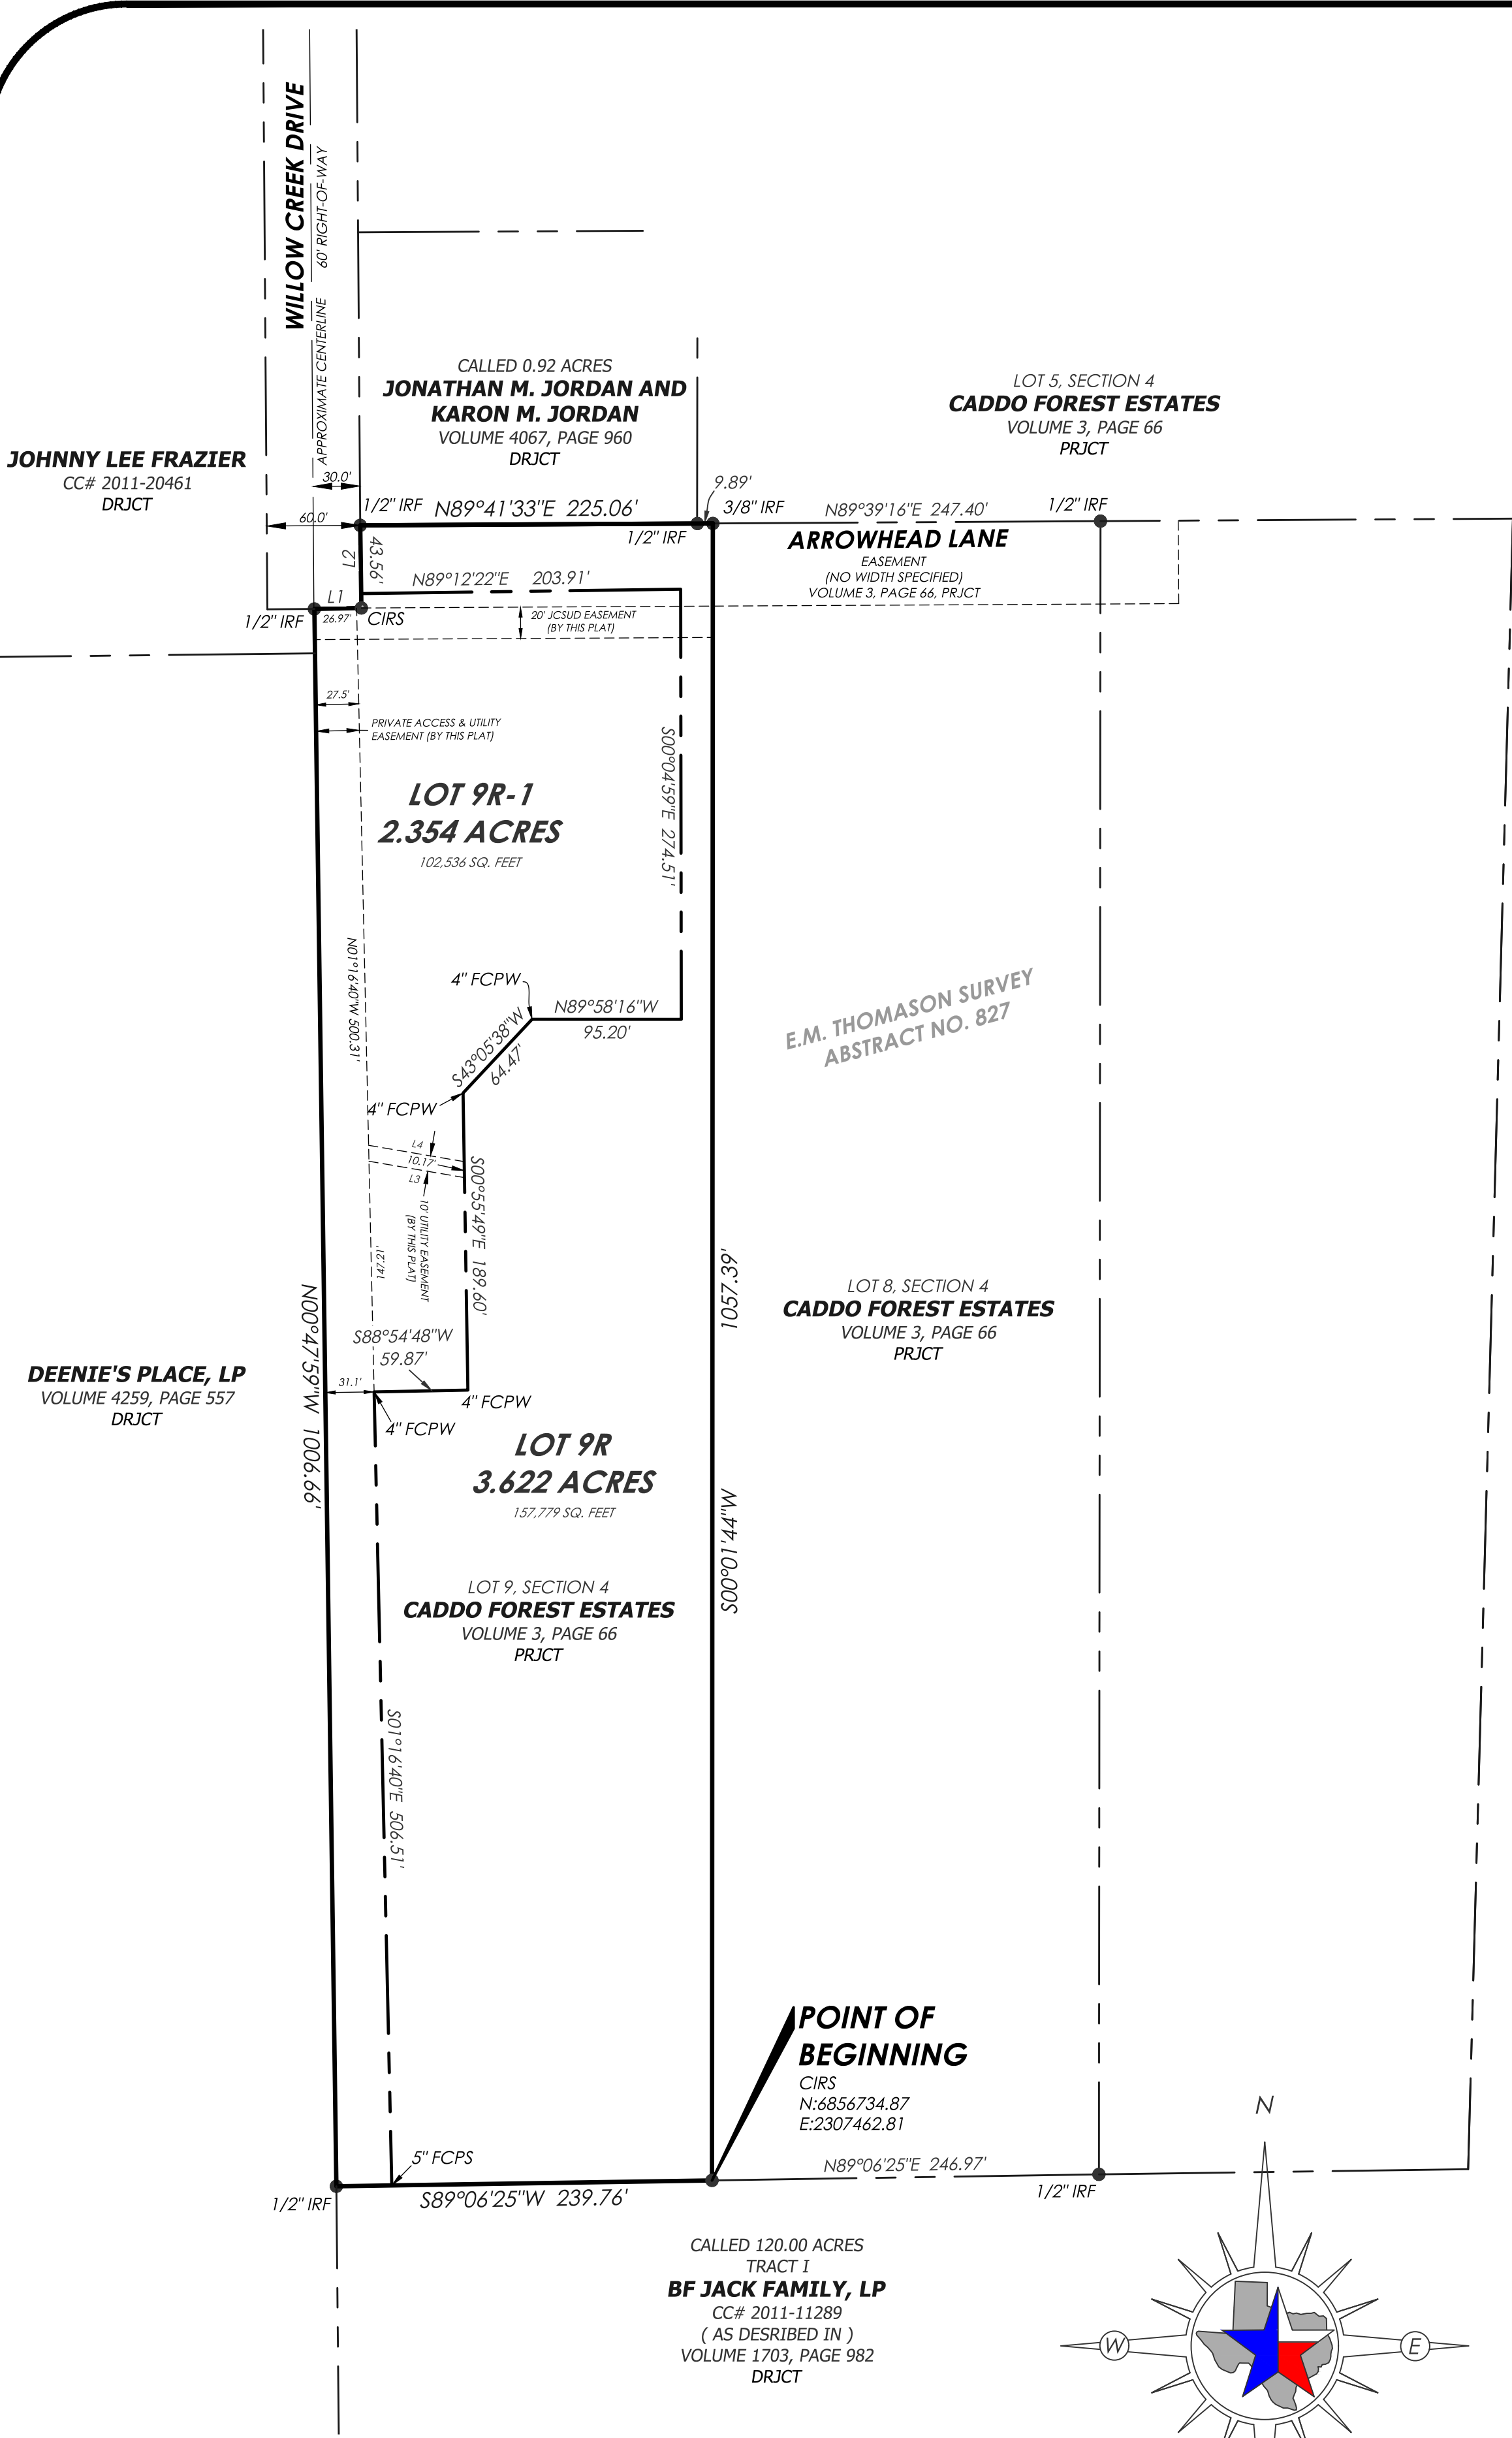 WILLOW CREEK DRIVE
60' RIGHT-OF-WAY
APPROXIMATE CENTERLINE
CALLED 0.92 ACRES
JONATHAN M. JORDAN AND
KARON M. JORDAN
VOLUME 4067, PAGE 960
DRJCT
LOT 5, SECTION 4
CADDO FOREST ESTATES
VOLUME 3, PAGE 66
PRJCT
JOHNNY LEE FRAZIER
CC# 2011-20461
DRJCT
30.0'
60.0'
1/2" IRF
N89°41'33"E 225.06'
9.89'
3/8" IRF
1/2" IRF
N89°39'16"E 247.40'
1/2" IRF
ARROWHEAD LANE
EASEMENT
(NO WIDTH SPECIFIED)
VOLUME 3, PAGE 66, PRJCT
L2
43.56'
N89°12'22"E 203.91'
L1
26.97'
1/2" IRF
CIRS
20' JCSUD EASEMENT
(BY THIS PLAT)
27.5'
PRIVATE ACCESS & UTILITY
EASEMENT (BY THIS PLAT)
S00°04'59"E 274.51'
LOT 9R-1
2.354 ACRES
102,536 SQ. FEET
N01°16'40"W 500.31'
4" FCPW
N89°58'16"W
95.20'
S43°05'38"W
64.47'
4" FCPW
E.M. THOMASON SURVEY
ABSTRACT NO. 827
L4
10.17'
L3
10' UTILITY EASEMENT
(BY THIS PLAT)
S00°55'49"E 189.60'
147.21'
1057.39'
S00°01'44"W
LOT 8, SECTION 4
CADDO FOREST ESTATES
VOLUME 3, PAGE 66
PRJCT
N00°47'59"W 1006.66'
S88°54'48"W
59.87'
31.1'
4" FCPW
4" FCPW
DEENIE'S PLACE, LP
VOLUME 4259, PAGE 557
DRJCT
LOT 9R
3.622 ACRES
157,779 SQ. FEET
LOT 9, SECTION 4
CADDO FOREST ESTATES
VOLUME 3, PAGE 66
PRJCT
S01°16'40"E 506.51'
POINT OF
BEGINNING
CIRS
N:6856734.87
E:2307462.81
5" FCPS
1/2" IRF
S89°06'25"W 239.76'
N89°06'25"E 246.97'
1/2" IRF
CALLED 120.00 ACRES
TRACT I
BF JACK FAMILY, LP
CC# 2011-11289
( AS DESRIBED IN )
VOLUME 1703, PAGE 982
DRJCT
N
W
E